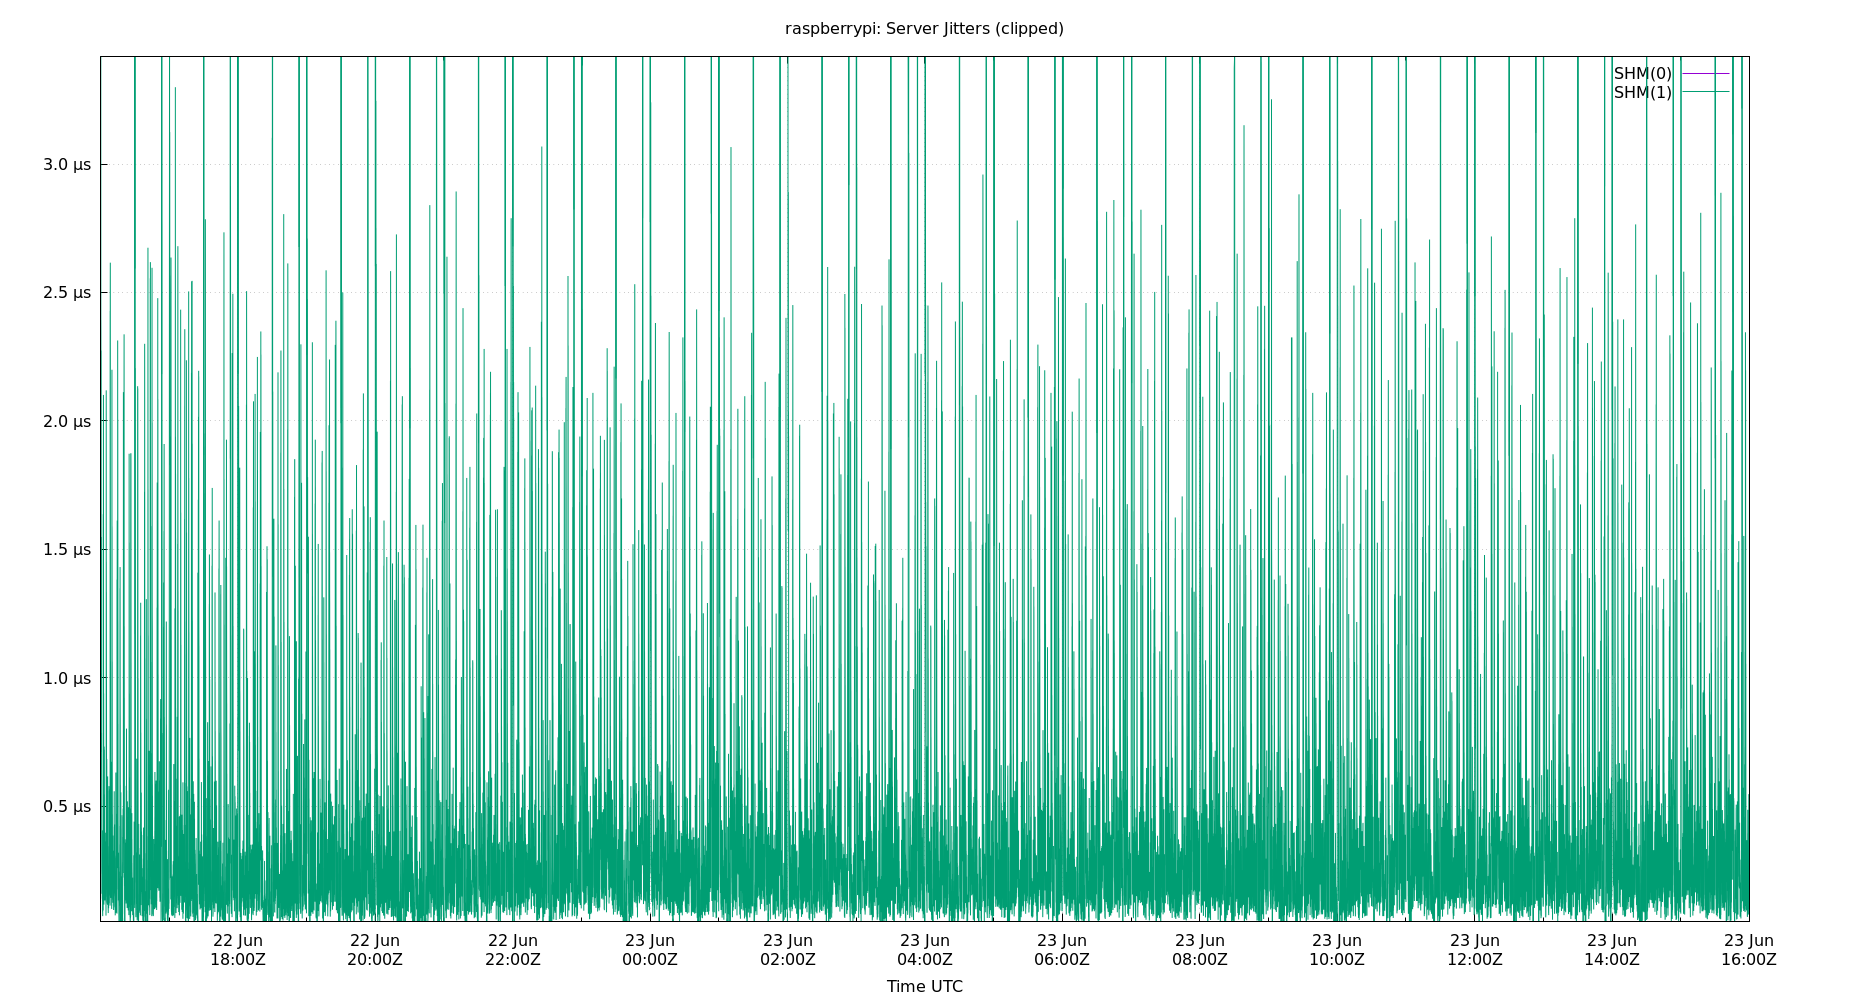 raspberrypi: Server Jitters (clipped)
SHM(0)
SHM(1)
3.0 µs
2.5 µs
2.0 µs
1.5 µs
1.0 µs
0.5 µs
22 Jun 22 Jun 22 Jun 23 Jun 23 Jun 23 Jun 23 Jun 23 Jun 23 Jun 23 Jun 23 Jun 23 Jun
18:00Z 20:00Z 22:00Z 00:00Z 02:00Z 04:00Z 06:00Z 08:00Z 10:00Z 12:00Z 14:00Z 16:00Z
Time UTC